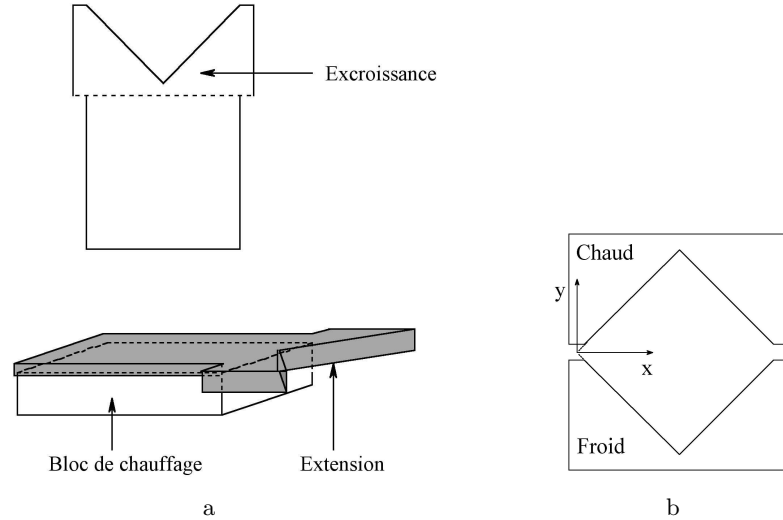 Excroissance
Bloc de chauffage
Extension
a
Chaud
y
x
Froid
b